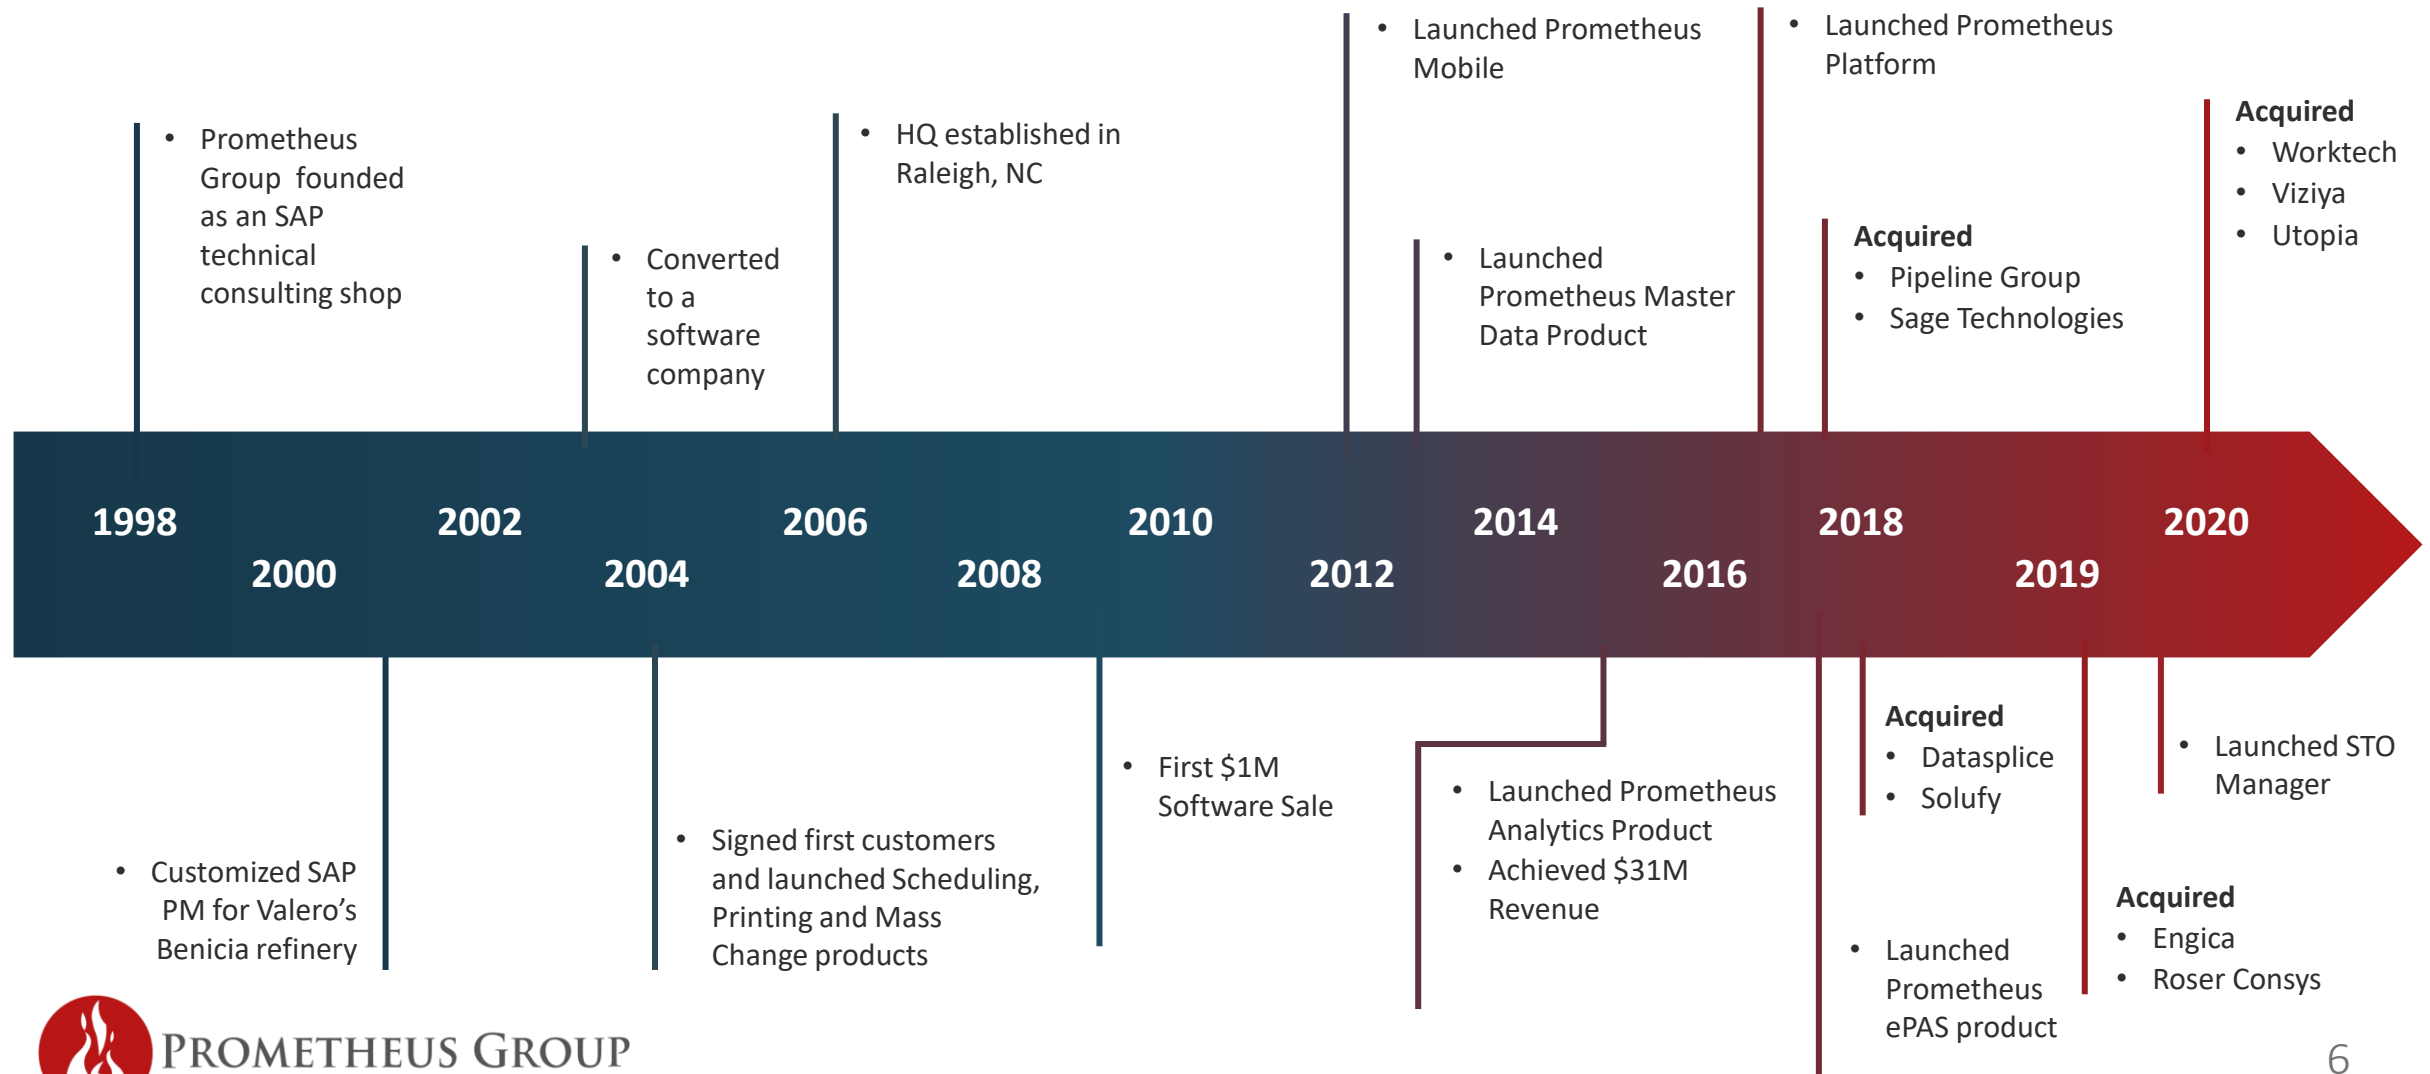 • Prometheus
Group  founded
as an SAP
technical
consulting shop
• Converted
to a
software
company
• HQ established in
Raleigh, NC
• Launched Prometheus
Mobile
• Launched
Prometheus Master
Data Product
• Launched Prometheus
Platform
Acquired
• Pipeline Group
• Sage Technologies
Acquired
• Worktech
• Viziya
• Utopia
1998
2000
2002
2004
2006
2008
2010
2012
2014
2016
2018
2019
2020
• Customized SAP
PM for Valero’s
Benicia refinery
• Signed first customers
and launched Scheduling,
Printing and Mass
Change products
• First $1M
Software Sale
• Launched Prometheus
Analytics Product
• Achieved $31M
Revenue
Acquired
• Datasplice
• Solufy
• Launched
Prometheus
ePAS product
Acquired
• Engica
• Roser Consys
• Launched STO
Manager
PROMETHEUS GROUP
6